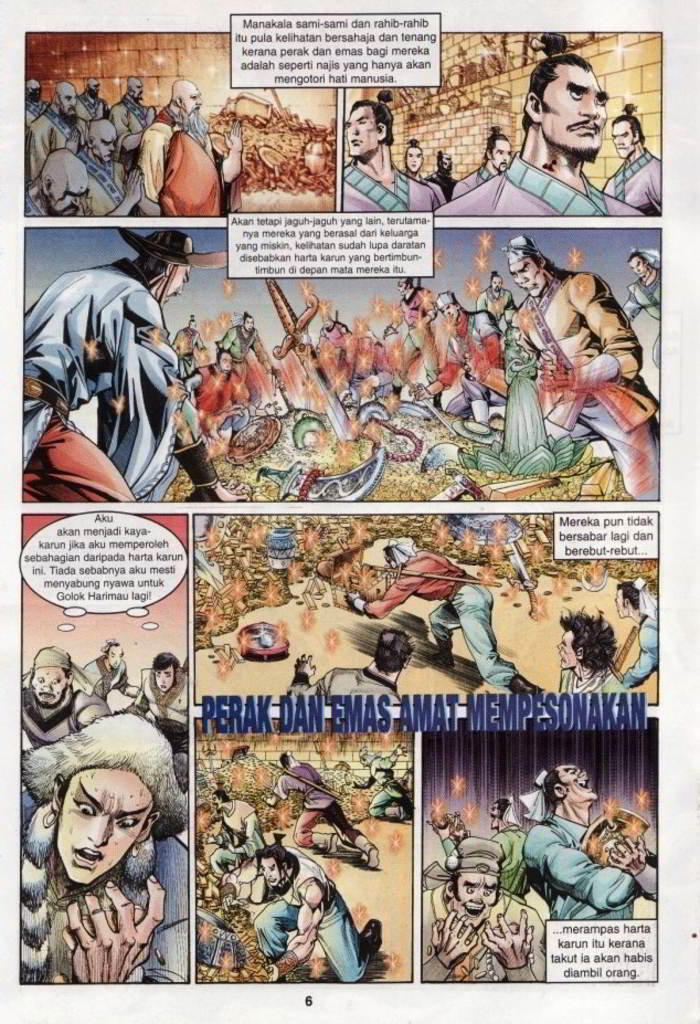 Manakala sami-sami dan rahib-rahib
itu pula kelihatan bersahaja dan tenang
kerana perak dan emas bagi mereka
adalah seperti najis yang hanya akan
mengotori hati manusia.
Akan tetapi jaguh-jaguh yang lain, terutama-
nya mereka yang berasal dari keluarga
yang miskin, kelihatan sudah lupa daratan
disebabkan harta karun yang bertimbun-
timbun di depan mata mereka itu.
Aku
akan menjadi kaya-
karun jika aku memperoleh
sebahagian daripada harta karun
ini. Tiada sebabnya aku mesti
menyabung nyawa untuk
Golok Harimau lagi!
Mereka pun tidak
bersabar lagi dan
berebut-rebut...
PERAK DAN EMAS AMAT MEMPESONAKAN
...merampas harta
karun itu kerana
takut ia akan habis
diambil orang.
6